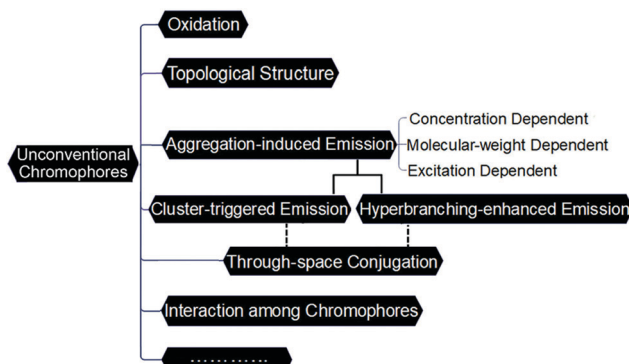 Oxidation
Topological Structure
Unconventional
Chromophores
Aggregation-induced Emission
Concentration Dependent
Molecular-weight Dependent
Excitation Dependent
Cluster-triggered Emission
Hyperbranching-enhanced Emission
Through-space Conjugation
Interaction among Chromophores
…………